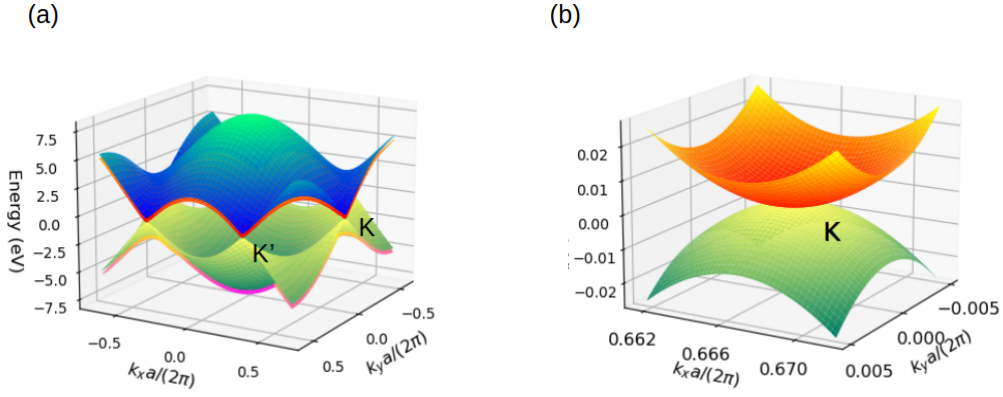 (a)
(b)
7.5
5.0
2.5
0.0
−2.5
−5.0
−7.5
Energy (eV)
K
K’
−0.5
0.0
0.5
kₓa/(2π)
−0.5
0.0
0.5
kᵧa/(2π)
0.02
0.01
0.00
−0.01
−0.02
K
0.662
0.666
0.670
kₓa/(2π)
−0.005
0.000
0.005
kᵧa/(2π)